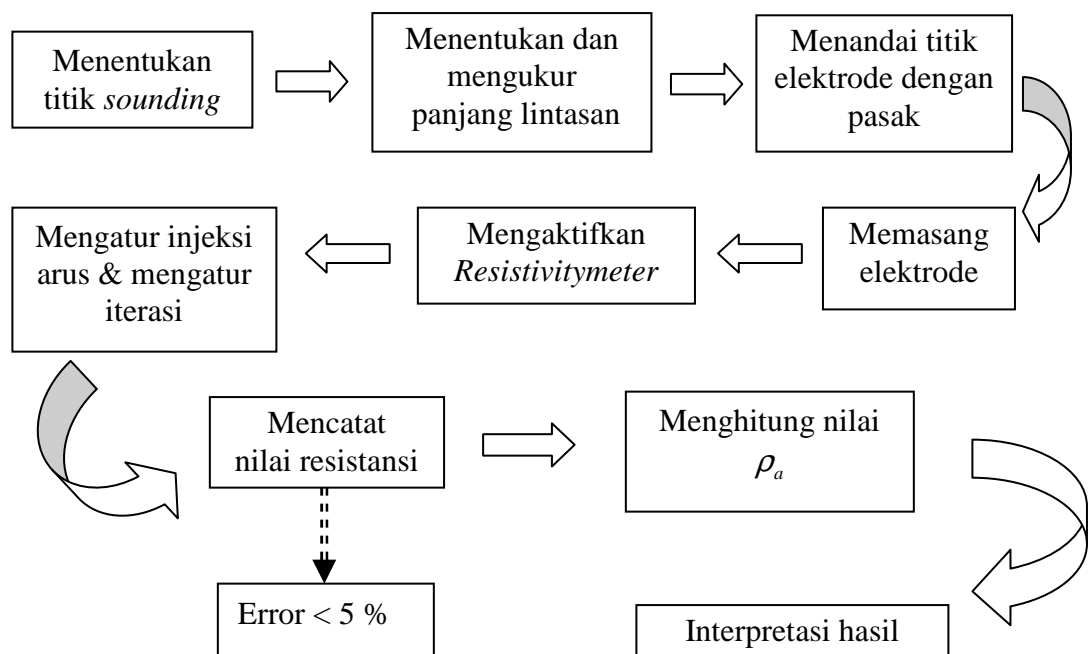 Menentukan
titik sounding
Menentukan dan
mengukur
panjang lintasan
Menandai titik
elektrode dengan
pasak
Memasang
elektrode
Mengaktifkan
Resistivitymeter
Mengatur injeksi
arus & mengatur
iterasi
Mencatat
nilai resistansi
Error < 5 %
Menghitung nilai
ρa
Interpretasi hasil